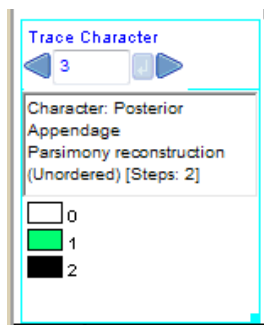 Trace Character
3
Character: Posterior
Appendage
Parsimony reconstruction
(Unordered) [Steps: 2]
0
1
2